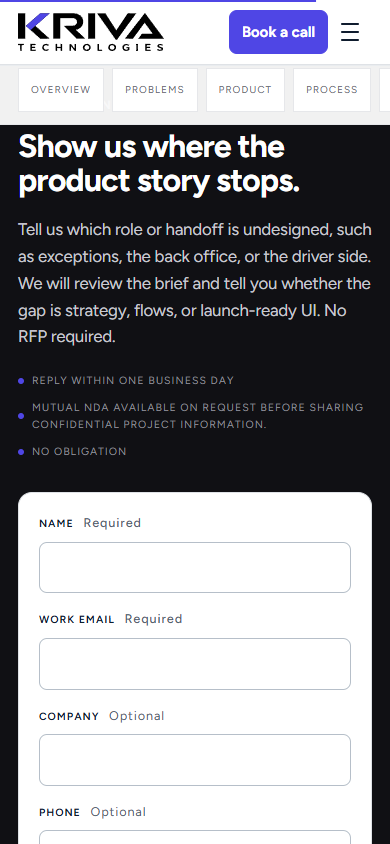 KRIVA
TECHNOLOGIES
Book a call
OVERVIEW
PROBLEMS
PRODUCT
PROCESS
Show us where the
product story stops.
Tell us which role or handoff is undesigned, such
as exceptions, the back office, or the driver side.
We will review the brief and tell you whether the
gap is strategy, flows, or launch-ready UI. No
RFP required.
REPLY WITHIN ONE BUSINESS DAY
MUTUAL NDA AVAILABLE ON REQUEST BEFORE SHARING
CONFIDENTIAL PROJECT INFORMATION.
NO OBLIGATION
NAME Required
WORK EMAIL Required
COMPANY Optional
PHONE Optional